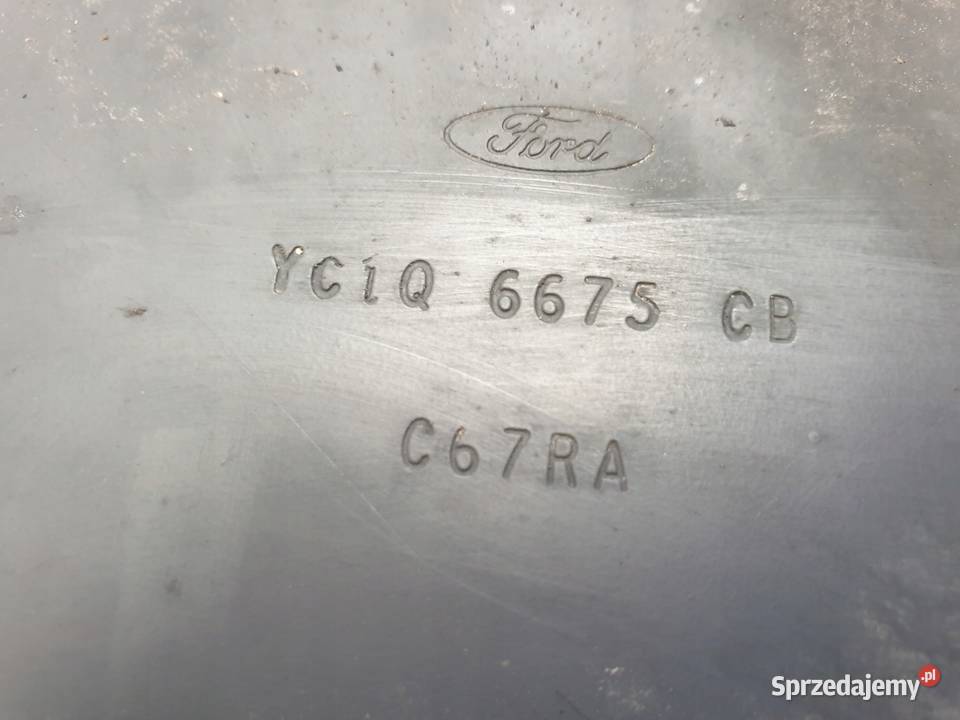 Ford
YC1Q 6675 CB
C67RA
Sprzedajemy.pl